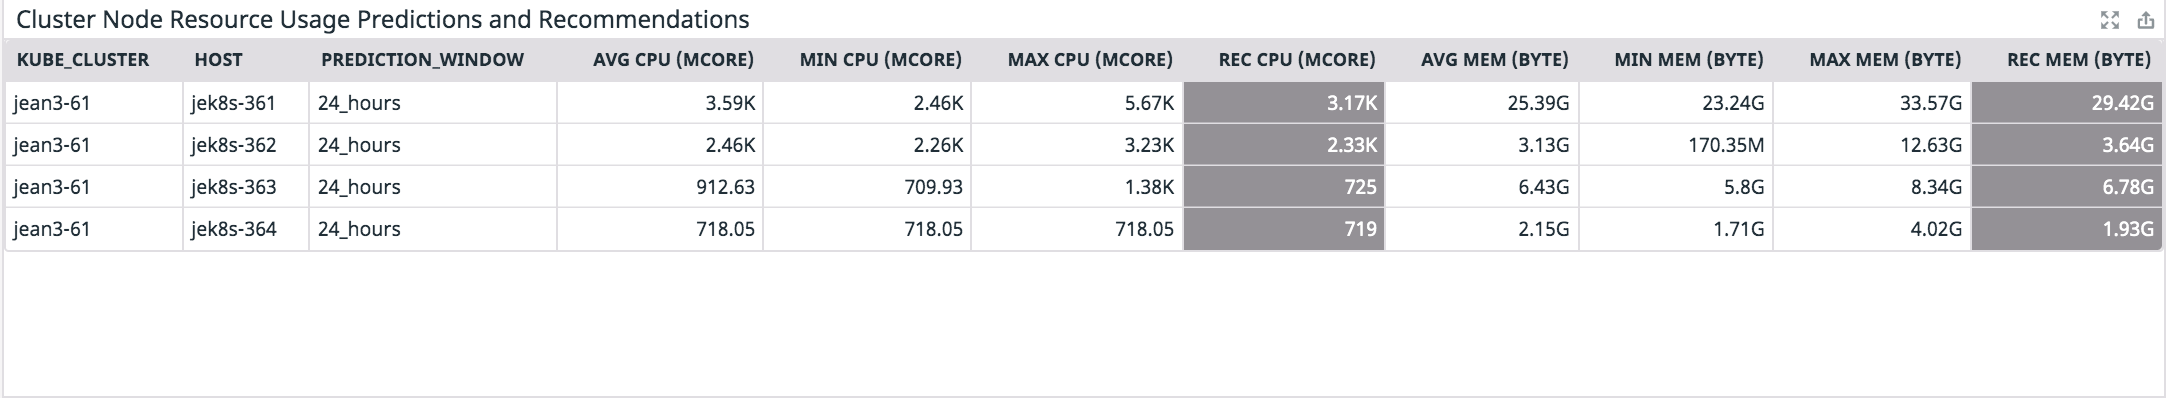 Cluster Node Resource Usage Predictions and Recommendations
KUBE_CLUSTER HOST PREDICTION_WINDOW AVG CPU (MCORE) MIN CPU (MCORE) MAX CPU (MCORE) REC CPU (MCORE) AVG MEM (BYTE) MIN MEM (BYTE) MAX MEM (BYTE) REC MEM (BYTE)
jean3-61 jek8s-361 24_hours 3.59K 2.46K 5.67K 3.17K 25.39G 23.24G 33.57G 29.42G
jean3-61 jek8s-362 24_hours 2.46K 2.26K 3.23K 2.33K 3.13G 170.35M 12.63G 3.64G
jean3-61 jek8s-363 24_hours 912.63 709.93 1.38K 725 6.43G 5.8G 8.34G 6.78G
jean3-61 jek8s-364 24_hours 718.05 718.05 718.05 719 2.15G 1.71G 4.02G 1.93G